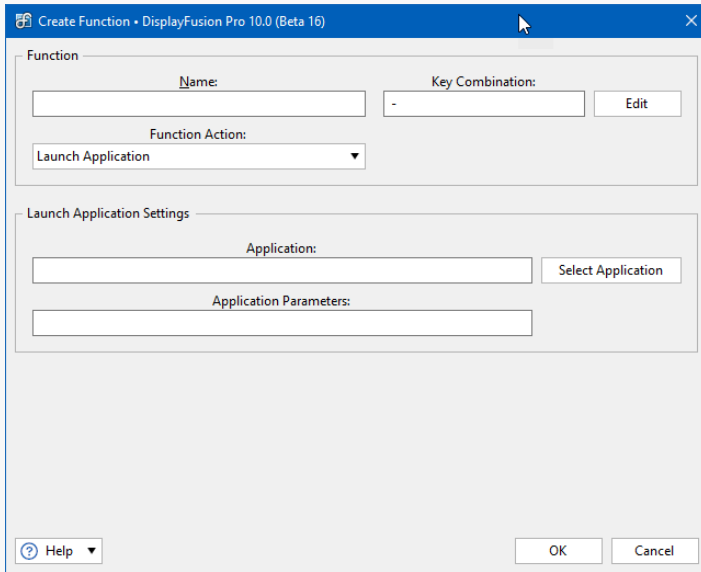 Create Function • DisplayFusion Pro 10.0 (Beta 16)
Function
Name:
Key Combination:
-
Edit
Function Action:
Launch Application
Launch Application Settings
Application:
Select Application
Application Parameters:
Help
OK
Cancel